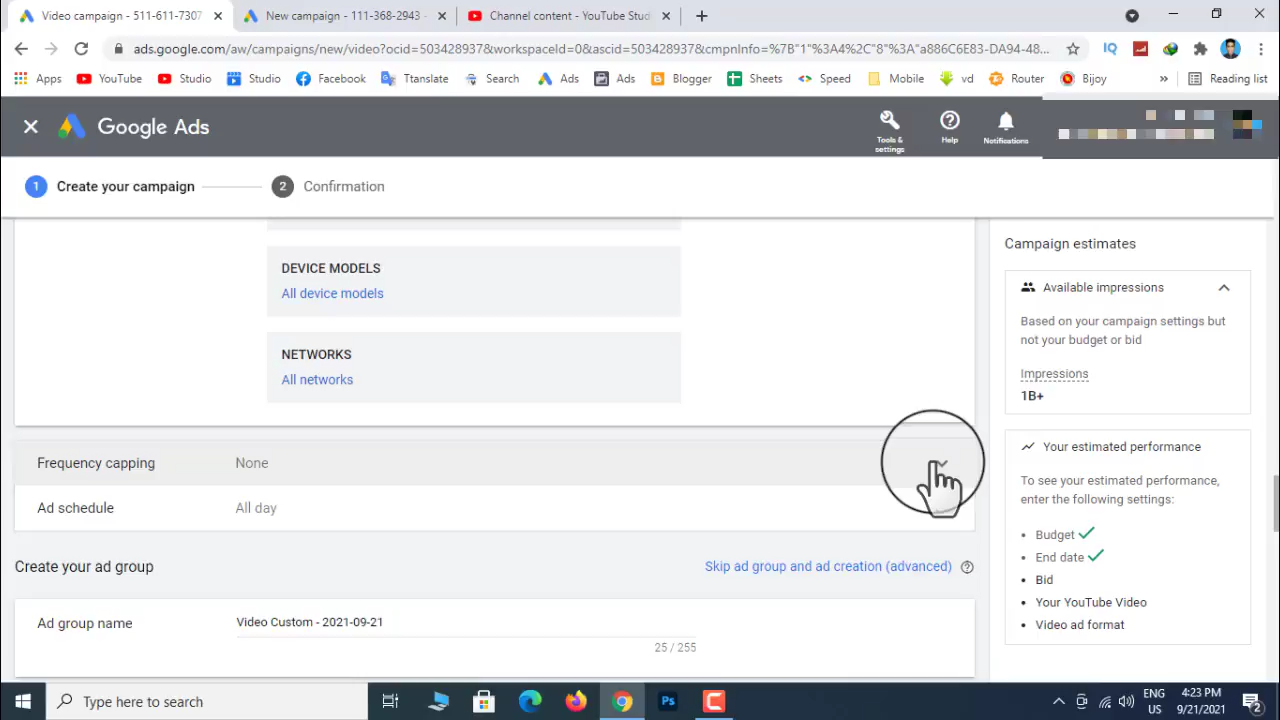 Video campaign - 511-611-7307
New campaign - 111-368-2943 -
Channel content - YouTube Stud
ads.google.com/aw/campaigns/new/video?ocid=503428937&workspaceId=0&ascid=503428937&cmpnInfo=%7B"1"%3A4%2C"8"%3A"a886C6E83-DA94-48...
IQ
Apps YouTube Studio Studio Facebook Translate Search Ads Ads Blogger Sheets Speed Mobile vd Router Bijoy » Reading list
Google Ads
Tools & settings
Help
Notifications
1 Create your campaign
2 Confirmation
DEVICE MODELS
All device models
NETWORKS
All networks
Frequency capping None
Ad schedule All day
Create your ad group
Skip ad group and ad creation (advanced)
Ad group name Video Custom - 2021-09-21
25 / 255
Campaign estimates
Available impressions
Based on your campaign settings but
not your budget or bid
Impressions
1B+
Your estimated performance
To see your estimated performance,
enter the following settings:
• Budget
• End date
• Bid
• Your YouTube Video
• Video ad format
Type here to search
Ps
ENG
US
4:23 PM
9/21/2021
2